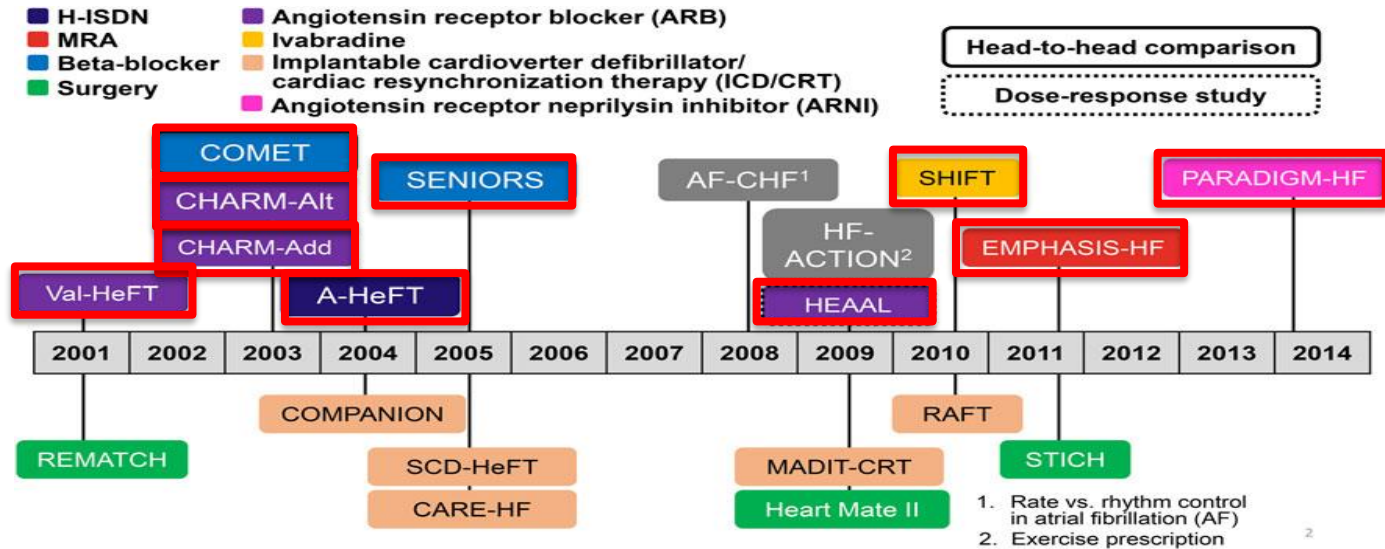 H-ISDN
MRA
Beta-blocker
Surgery
Angiotensin receptor blocker (ARB)
Ivabradine
Implantable cardioverter defibrillator/
cardiac resynchronization therapy (ICD/CRT)
Angiotensin receptor neprilysin inhibitor (ARNI)
Head-to-head comparison
Dose-response study
COMET
CHARM-Alt
CHARM-Add
Val-HeFT
A-HeFT
SENIORS
AF-CHF¹
HF-
ACTION²
HEAAL
SHIFT
EMPHASIS-HF
PARADIGM-HF
2001 2002 2003 2004 2005 2006 2007 2008 2009 2010 2011 2012 2013 2014
REMATCH
COMPANION
SCD-HeFT
CARE-HF
MADIT-CRT
Heart Mate II
RAFT
STICH
1. Rate vs. rhythm control
in atrial fibrillation (AF)
2. Exercise prescription
2